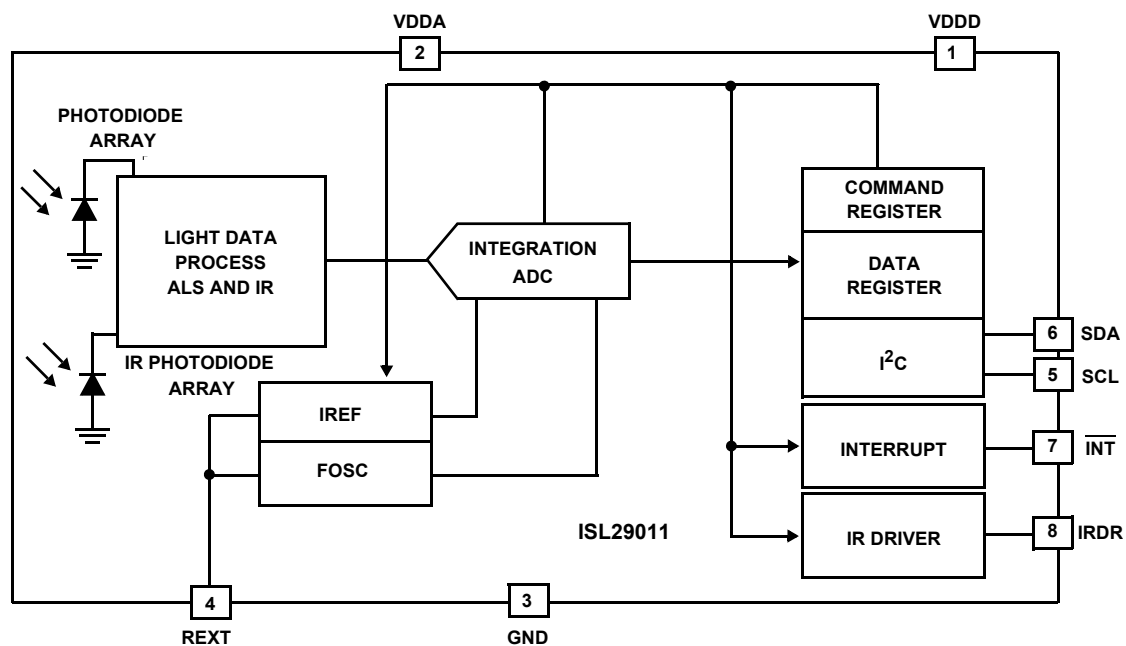 VDDA
VDDD
2
1
PHOTODIODE
ARRAY
LIGHT DATA
PROCESS
ALS AND IR
INTEGRATION
ADC
COMMAND
REGISTER
DATA
REGISTER
I²C
6 SDA
5 SCL
IR PHOTODIODE
ARRAY
IREF
FOSC
INTERRUPT
7 INT
ISL29011
IR DRIVER
8 IRDR
4
3
REXT
GND